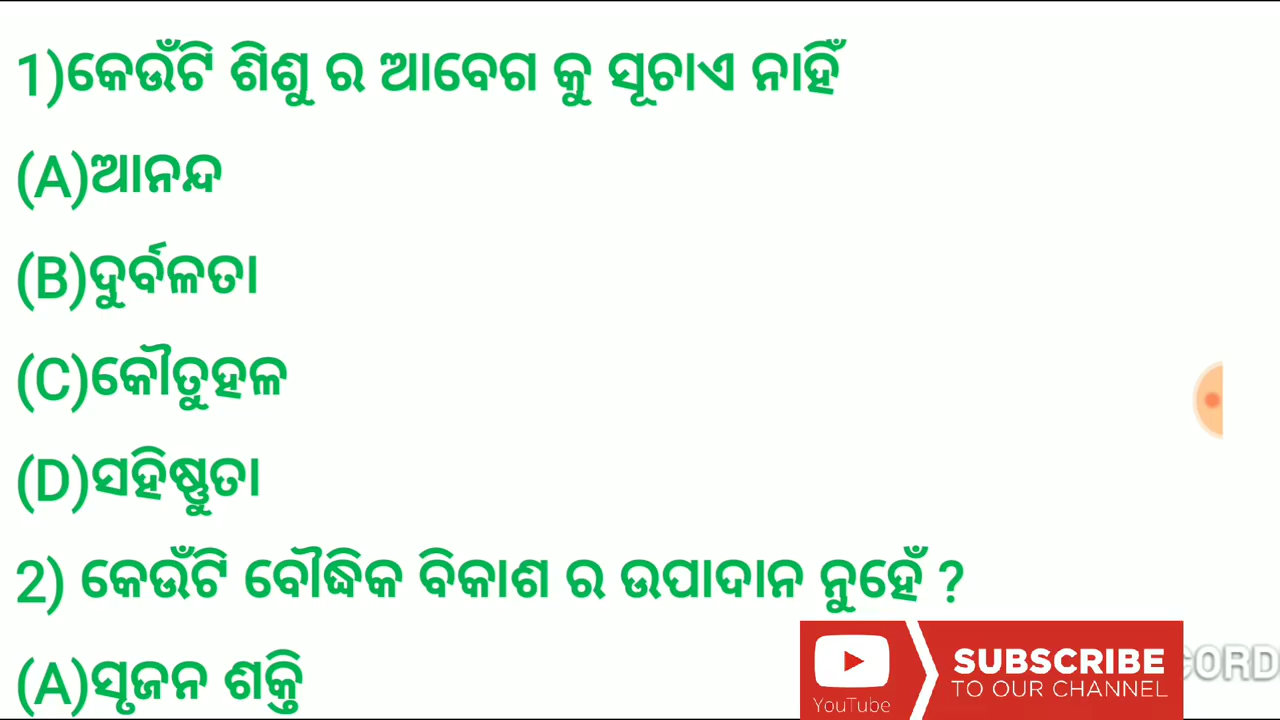 1)କେଉଁଟି ଶିଶୁ ର ଆବେଗ କୁ ସୂଚାଏ ନାହିଁ
(A)ଆନନ୍ଦ
(B)ଦୁର୍ବଳତା
(C)କୌତୁହଳ
(D)ସହିଷ୍ଣୁତା
2) କେଉଁଟି ବୌଦ୍ଧିକ ବିକାଶ ର ଉପାଦାନ ନୁହେଁ ?
(A)ସୃଜନ ଶକ୍ତି
SUBSCRIBE
TO OUR CHANNEL
YouTube